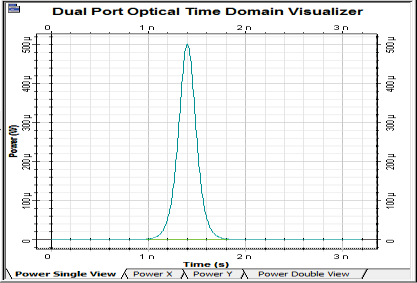 Dual Port Optical Time Domain Visualizer
0 1 n 2 n 3 n
500 µ 500 µ
400 µ 400 µ
300 µ 300 µ
200 µ 200 µ
100 µ 100 µ
0 0
Power (W)
0 1 n 2 n 3 n
Time (s)
Power Single View Power X Power Y Power Double View